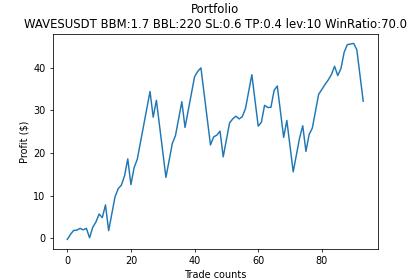 Portfolio
WAVESUSDT BBM:1.7 BBL:220 SL:0.6 TP:0.4 lev:10 WinRatio:70.0
40
30
20
10
0
Profit ($)
0 20 40 60 80
Trade counts